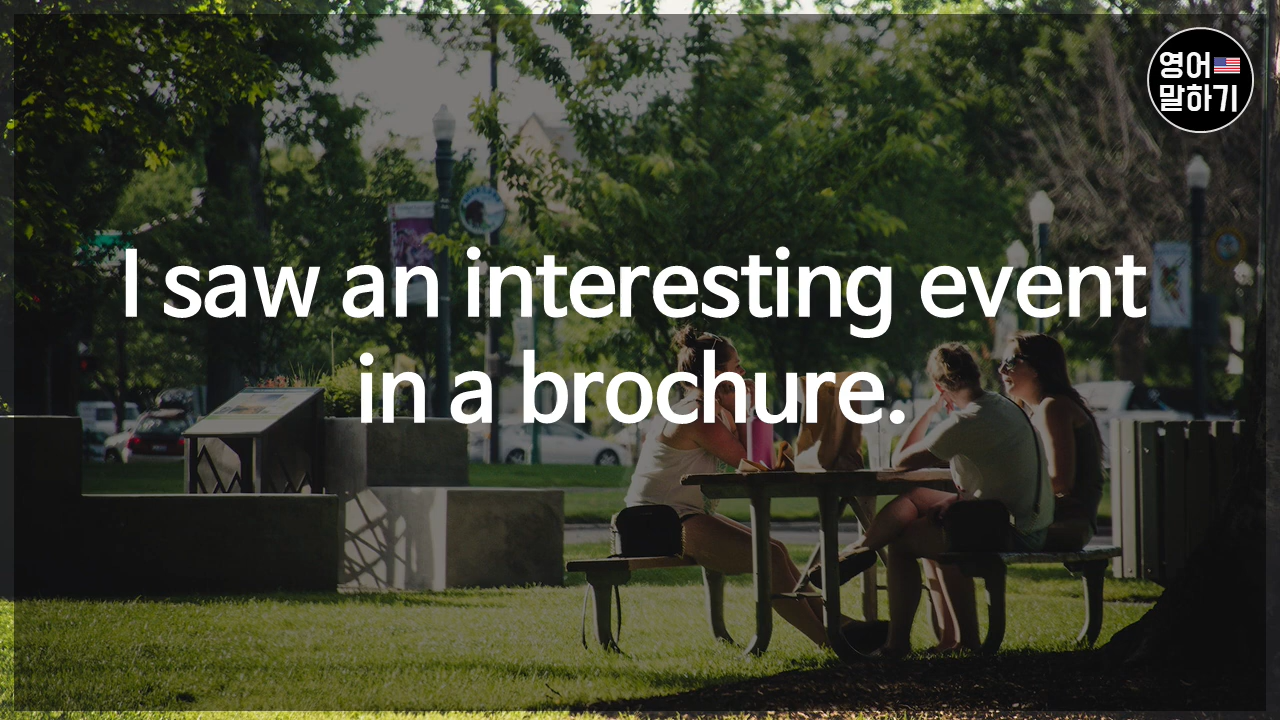 영어
말하기
I saw an interesting event
in a brochure.